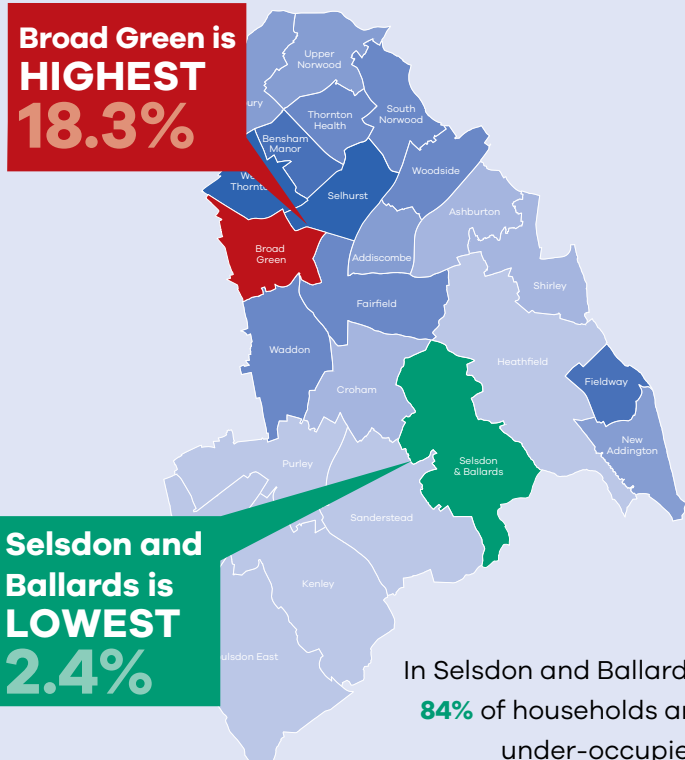 Broad Green is
HIGHEST
18.3%
Upper
Norwood
Thornton
Health
South
Norwood
Bensham
Manor
Selhurst
Woodside
Ashburton
Broad
Green
Addiscombe
Shirley
Fairfield
Waddon
Heathfield
Croham
Fieldway
New
Addington
Purley
Selsdon
& Ballards
Sanderstead
Kenley
Selsdon and
Ballards is
LOWEST
2.4%
In Selsdon and Ballard
84% of households a
under-occupie